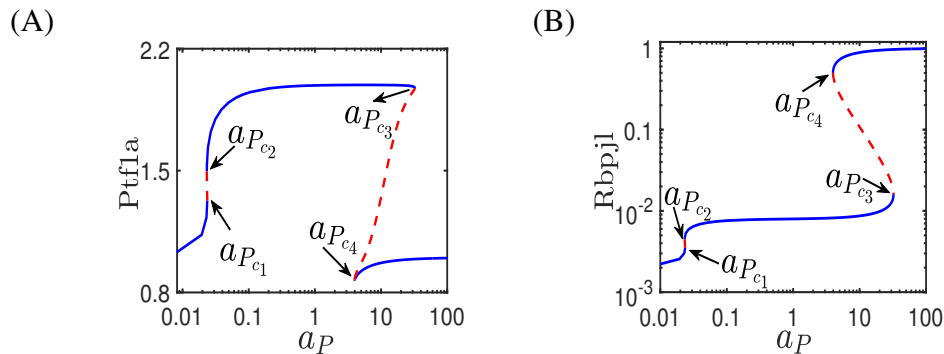 (A)
2.2
1.5
0.8
Ptf1a
a_{P_{c_2}}
a_{P_{c_1}}
a_{P_{c_3}}
a_{P_{c_4}}
0.01 0.1 1 10 100
a_P
(B)
1
0.1
10^{-2}
10^{-3}
Rbpjl
a_{P_{c_4}}
a_{P_{c_3}}
a_{P_{c_2}}
a_{P_{c_1}}
0.01 0.1 1 10 100
a_P